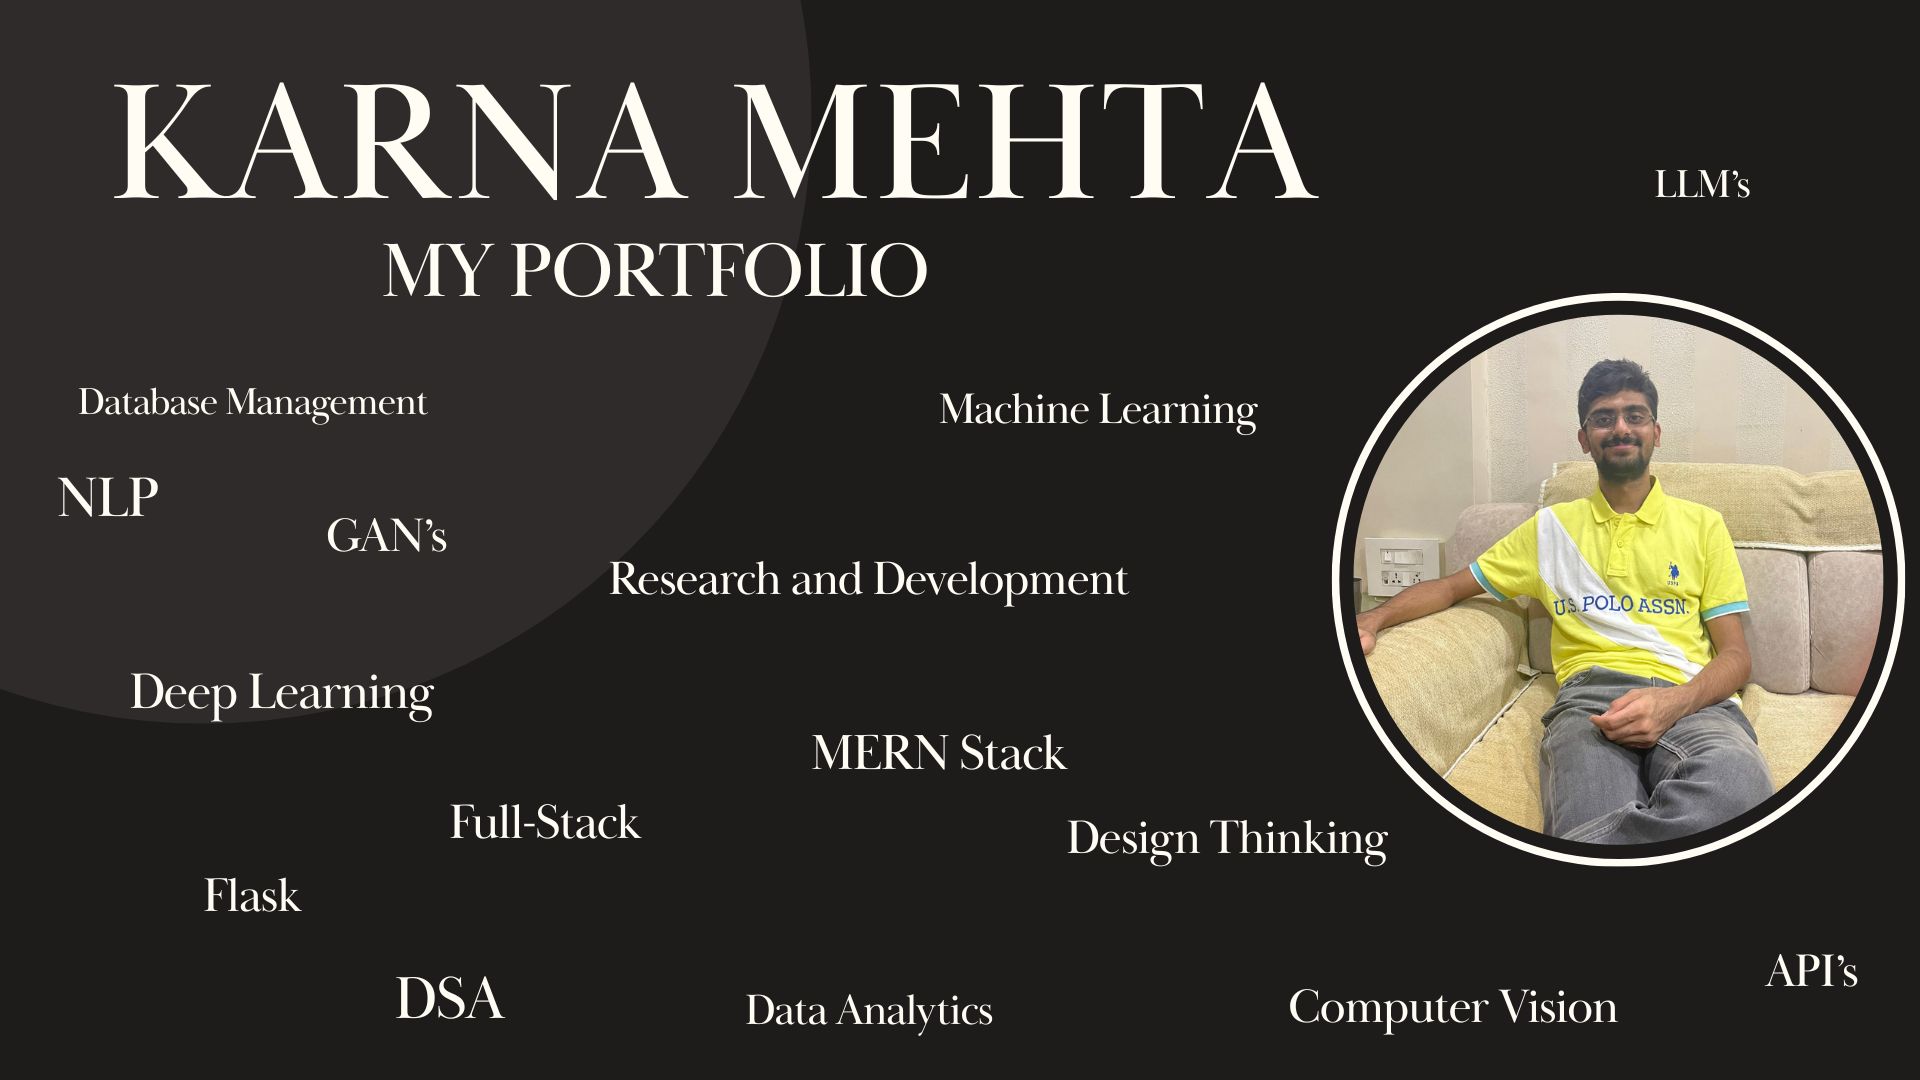 KARNA MEHTA
MY PORTFOLIO
LLM’s
Database Management
Machine Learning
NLP
GAN’s
Research and Development
USPA
U.S. POLO ASSN.
Deep Learning
MERN Stack
Full-Stack
Design Thinking
Flask
API’s
DSA
Data Analytics
Computer Vision